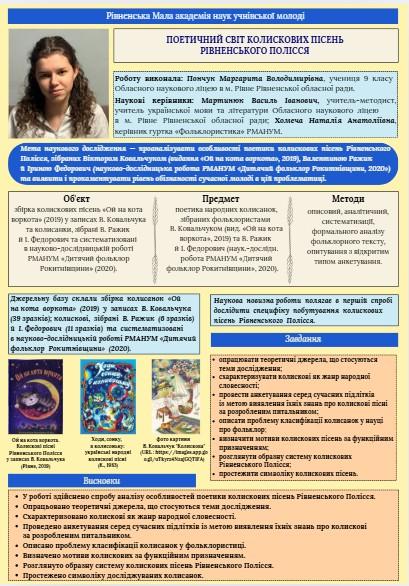 Рівненська Мала академія наук учнівської молоді
ПОЕТИЧНИЙ СВІТ КОЛИСКОВИХ ПІСЕНЬ
РІВНЕНСЬКОГО ПОЛІССЯ
Роботу виконала: Пончук Маргарита Володимирівна, учениця 9 класу
Обласного наукового ліцею в м. Рівне Рівненської обласної ради.
Наукові керівники: Мартинюк Василь Іванович, учитель-методист,
учитель української мови та літератури Обласного наукового ліцею
в м. Рівне Рівненської обласної ради; Хомеча Наталія Анатоліївна,
керівник гуртка «Фольклористика» РМАНУМ.
Мета наукового дослідження – проаналізувати особливості поетики колискових пісень Рівненського
Полісся, зібраних Віктором Ковальчуком (видання «Ой на кота воркота», 2019), Валентиною Ражик
й Іриною Федорович (науково-дослідницька робота РМАНУМ «Дитячий фольклор Рокитнівщини», 2020)
та виявити і прокоментувати рівень обізнаності сучасної молоді в цій проблематиці.
Об'єкт
збірка колискових пісень «Ой на кота
воркота» (2019) у записах В. Ковальчука
та колисанки, зібрані В. Ражик
й І. Федорович та систематизовані
в науково-дослідницькій роботі
РМАНУМ «Дитячий фольклор
Рокитнівщини» (2020).
Предмет
поетика народних колисанок,
зібраних фольклористами
В. Ковальчуком (вид. «Ой на кота
воркота», 2019) та В. Ражик
й І. Федорович (наук.-дослідн.
робота РМАНУМ «Дитячий
фольклор Рокитнівщини», 2020).
Методи
описовий, аналітичний,
систематизації,
формального аналізу
фольклорного тексту,
опитування з відкритим
типом анкетування.
Джерельну базу склали збірка колисанок «Ой
на кота воркота» (2019) у записах В. Ковальчука
(39 зразків); колискові, зібрані В. Ражик (6 зразків)
й І. Федорович (11 зразків) та систематизовані
в науково-дослідницькій роботі РМАНУМ «Дитячий
фольклор Рокитнівщини» (2020).
Ой на кота воркота.
Колискові пісні
Рівненського Полісся
у записах В. Ковальчука
(Рівне, 2019)
Ходи, сонку,
в колисоньку:
українські народні
колискові пісні
(К., 1983)
фото картини
В. Ковальчук "Колискова"
Наукова новизна роботи полягає в першій спробі
дослідити специфіку побутування колискових
пісень Рівненського Полісся.
Завдання
• опрацювати теоретичні джерела, що стосуються
теми дослідження;
• схарактеризувати колискові як жанр народної
словесності;
• провести анкетування серед сучасних підлітків
із метою виявлення їхніх знань про колискові пісні
за розробленим питальником;
• описати проблему класифікації колисанок у науці
про фольклор;
• визначити мотиви колискових пісень за функційним
призначенням;
• розглянути образну систему колискових пісень
Рівненського Полісся;
• простежити символіку колискових пісень.
Висновки
• У роботі здійснено спробу аналізу особливостей поетики колискових пісень Рівненського Полісся.
• Опрацьовано теоретичні джерела, що стосуються теми дослідження.
• Схарактеризовано колискові як жанр народної словесності.
• Проведено анкетування серед сучасних підлітків із метою виявлення їхніх знань про колискові
за розробленим питальником.
• Описано проблему класифікації колисанок у фольклористиці.
• Визначено мотиви колискових за функційним призначенням.
• Розглянуто образну систему колискових пісень Рівненського Полісся.
• Простежено символіку досліджуваних колисанок.